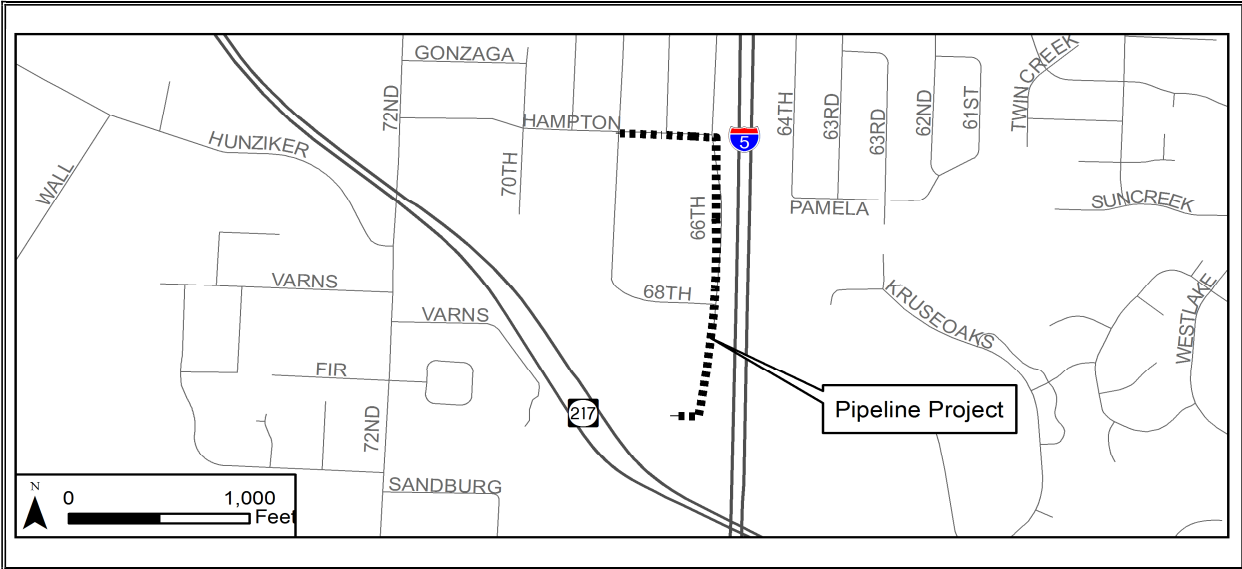 GONZAGA
72ND
HAMPTON
HUNZIKER
WALL
70TH
66TH
5
64TH
63RD
63RD
62ND
61ST
TWIN CREEK
PAMELA
SUNCREEK
VARNS
68TH
VARNS
KRUSEOAKS
WESTLAKE
FIR
217
72ND
Pipeline Project
SANDBURG
N
0 1,000
Feet